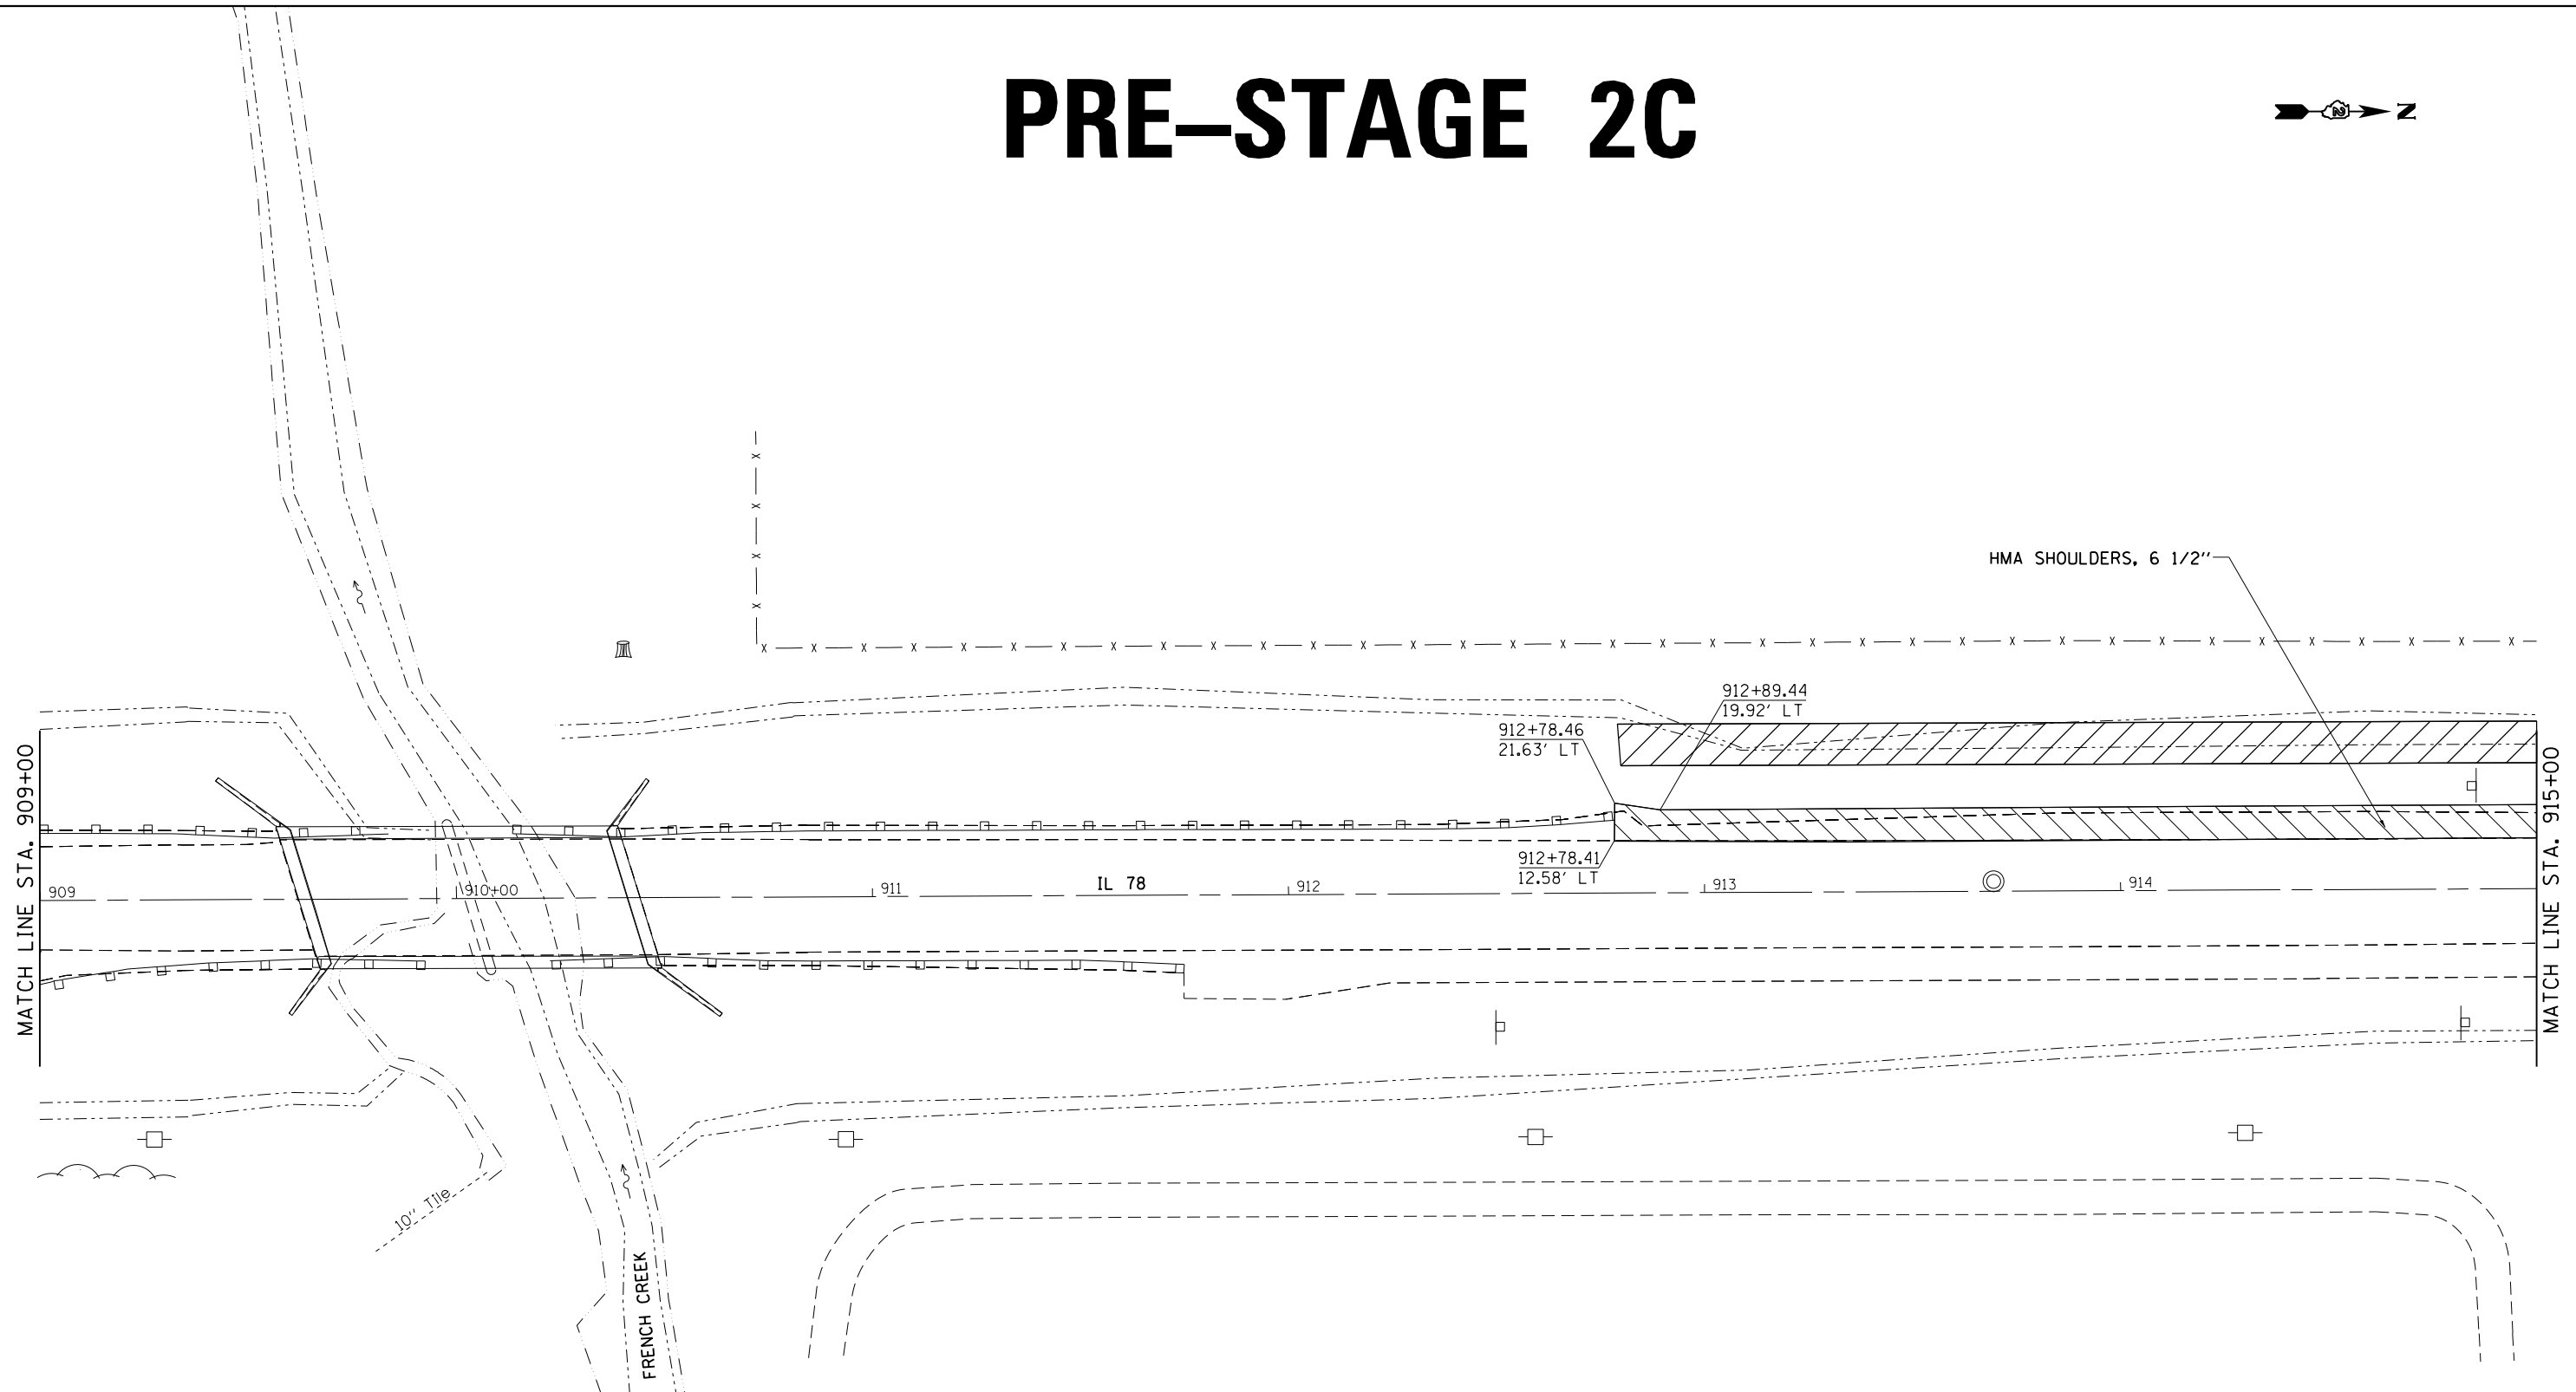 PRE–STAGE 2C
N
HMA SHOULDERS, 6 1/2"
912+89.44
19.92' LT
912+78.46
21.63' LT
912+78.41
12.58' LT
MATCH LINE STA. 909+00
MATCH LINE STA. 915+00
909
910+00
911
IL 78
912
913
914
10" Tile
FRENCH CREEK